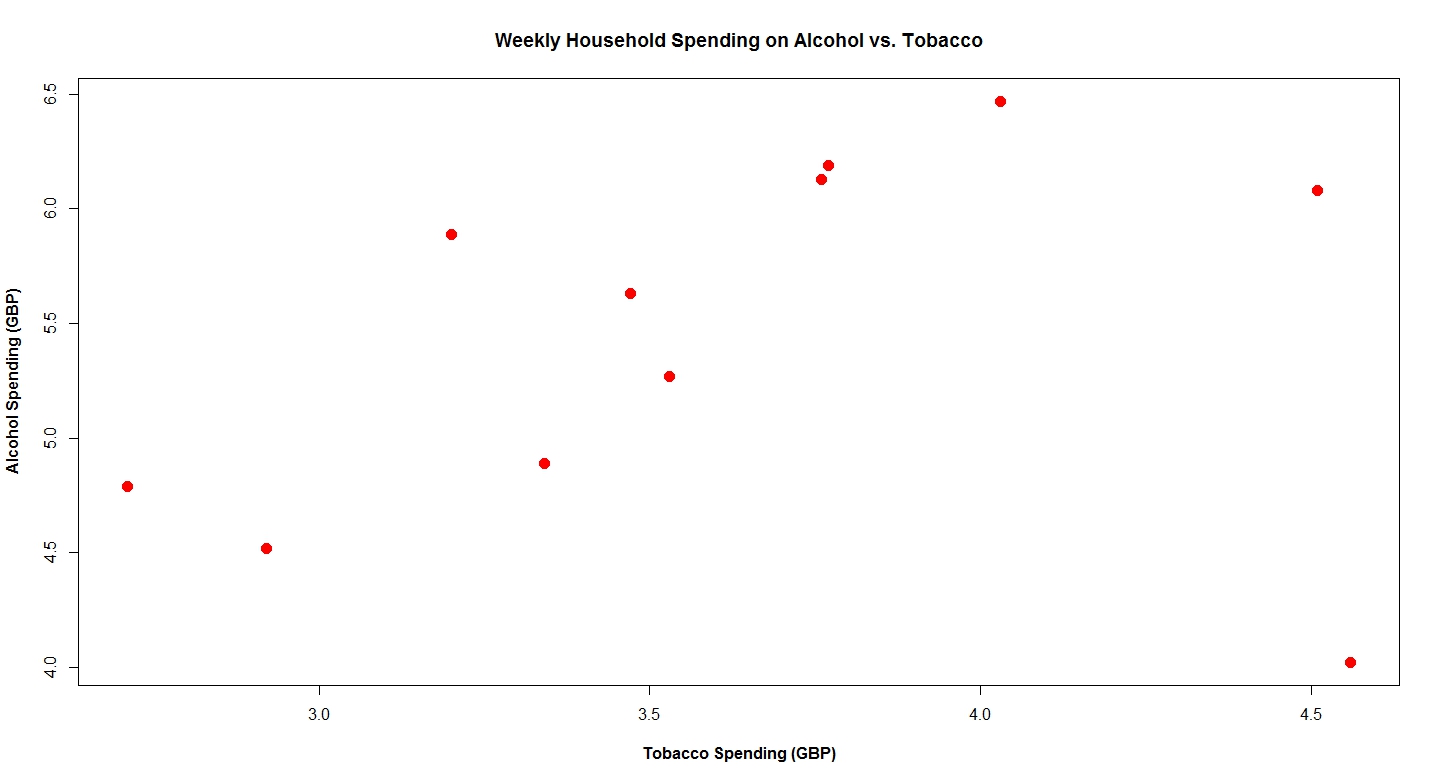 Weekly Household Spending on Alcohol vs. Tobacco
Alcohol Spending (GBP)
6.5
6.0
5.5
5.0
4.5
4.0
3.0 3.5 4.0 4.5
Tobacco Spending (GBP)